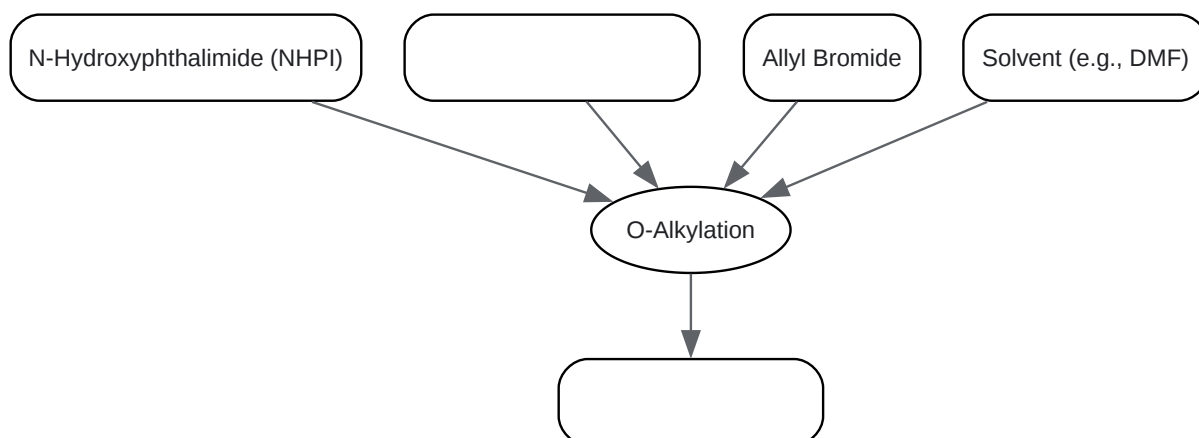 N-Hydroxyphthalimide (NHPI)
Allyl Bromide
Solvent (e.g., DMF)
O-Alkylation